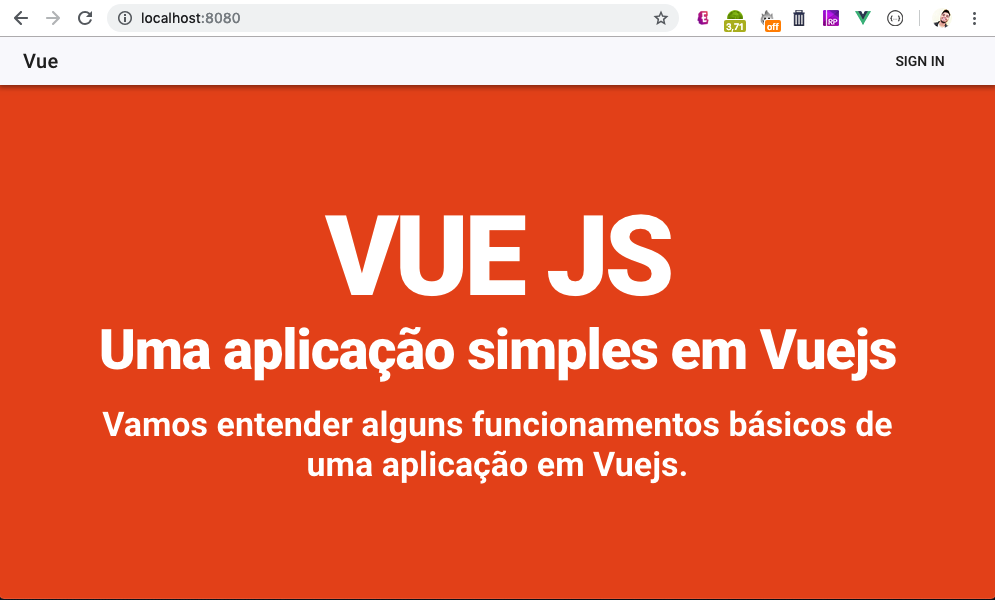 localhost:8080
3,71
off
RP
Vue
SIGN IN
VUE JS
Uma aplicação simples em Vuejs
Vamos entender alguns funcionamentos básicos de
uma aplicação em Vuejs.